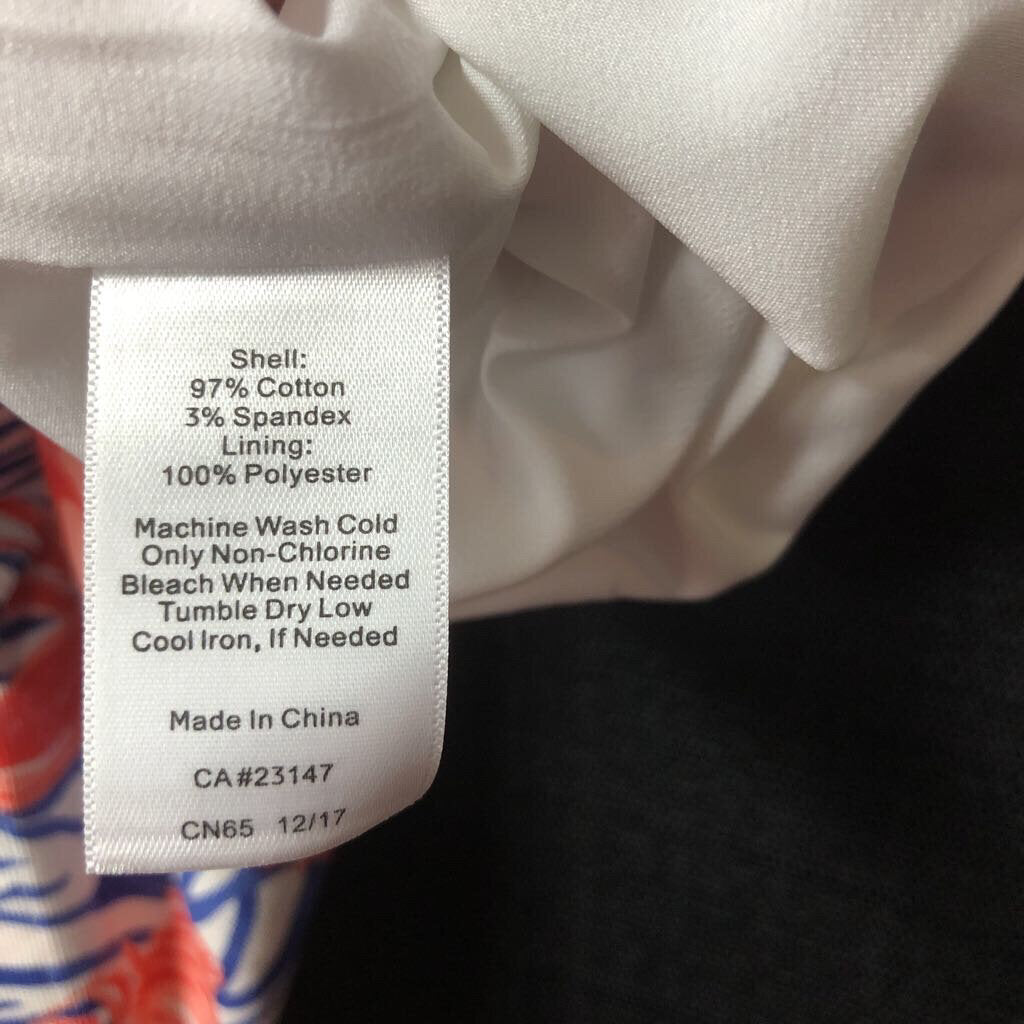 Shell:
97% Cotton
3% Spandex
Lining:
100% Polyester
Machine Wash Cold
Only Non-Chlorine
Bleach When Needed
Tumble Dry Low
Cool Iron, If Needed
Made In China
CA#23147
CN65 12/17